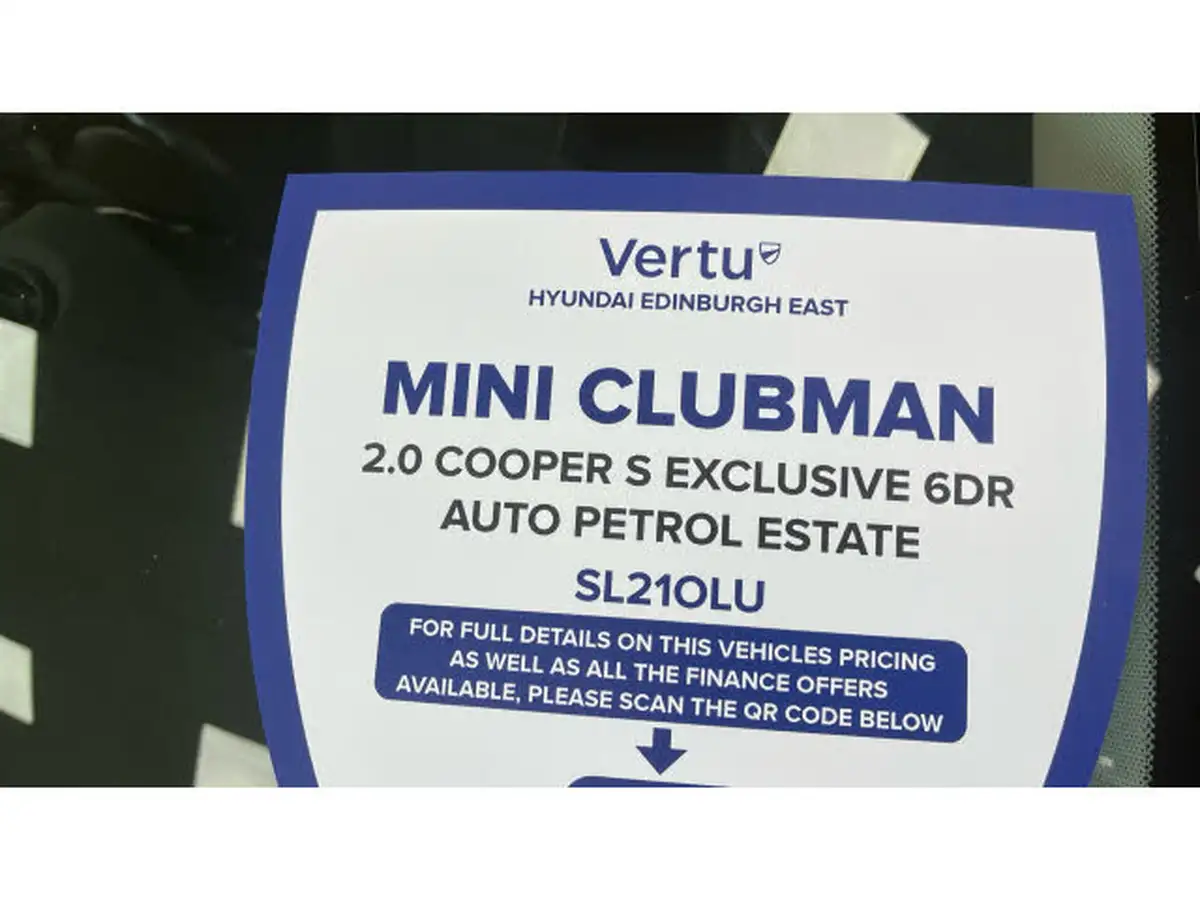 Vertu
HYUNDAI EDINBURGH EAST
MINI CLUBMAN
2.0 COOPER S EXCLUSIVE 6DR
AUTO PETROL ESTATE
SL21OLU
FOR FULL DETAILS ON THIS VEHICLES PRICING
AS WELL AS ALL THE FINANCE OFFERS
AVAILABLE, PLEASE SCAN THE QR CODE BELOW